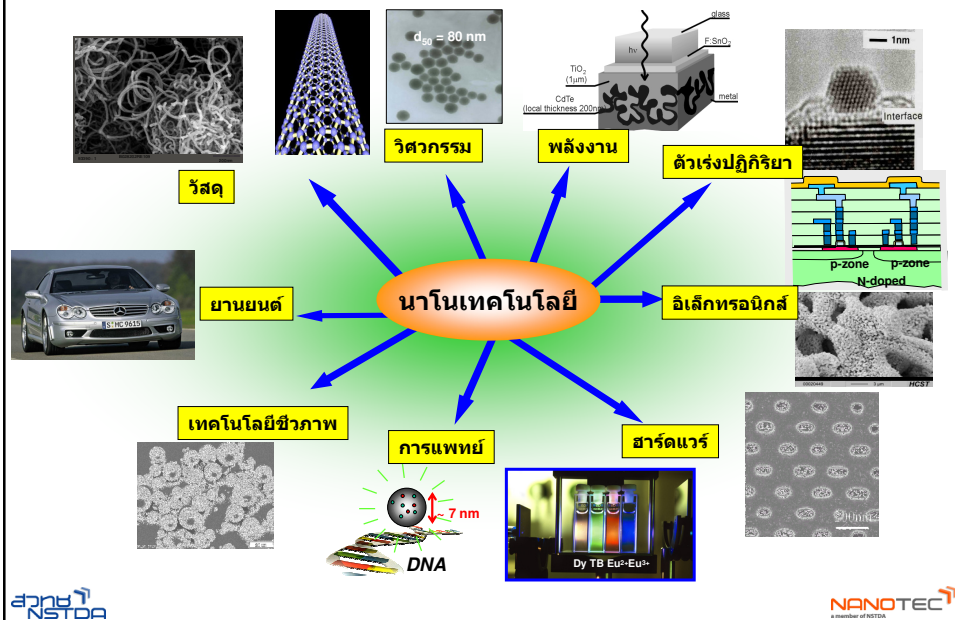 glass
d50 = 80 nm
hν
F:SnO2
1nm
TiO2
(1μm)
metal
CdTe
(local thickness 200nm)
Interface
วิศวกรรม
พลังงาน
ตัวเร่งปฏิกิริยา
วัสดุ
p-zone
p-zone
N-doped
ยานยนต์
นาโนเทคโนโลยี
อิเล็กทรอนิกส์
S HC 9615
3 μm
HCST
เทคโนโลยีชีวภาพ
การแพทย์
ฮาร์ดแวร์
~ 7 nm
DNA
Dy TB Eu2+Eu3+
สวทช
NSTDA
NANOTEC
a member of NSTDA